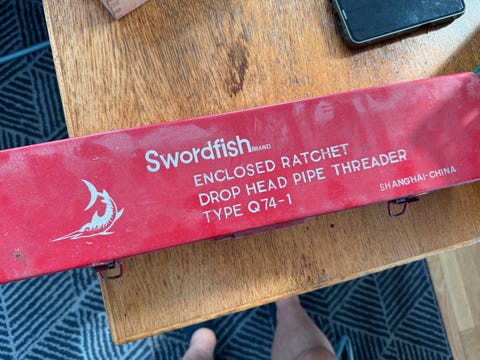 Swordfish BRAND
ENCLOSED RATCHET
DROP HEAD PIPE THREADER
TYPE Q74-1
SHANGHAI·CHINA